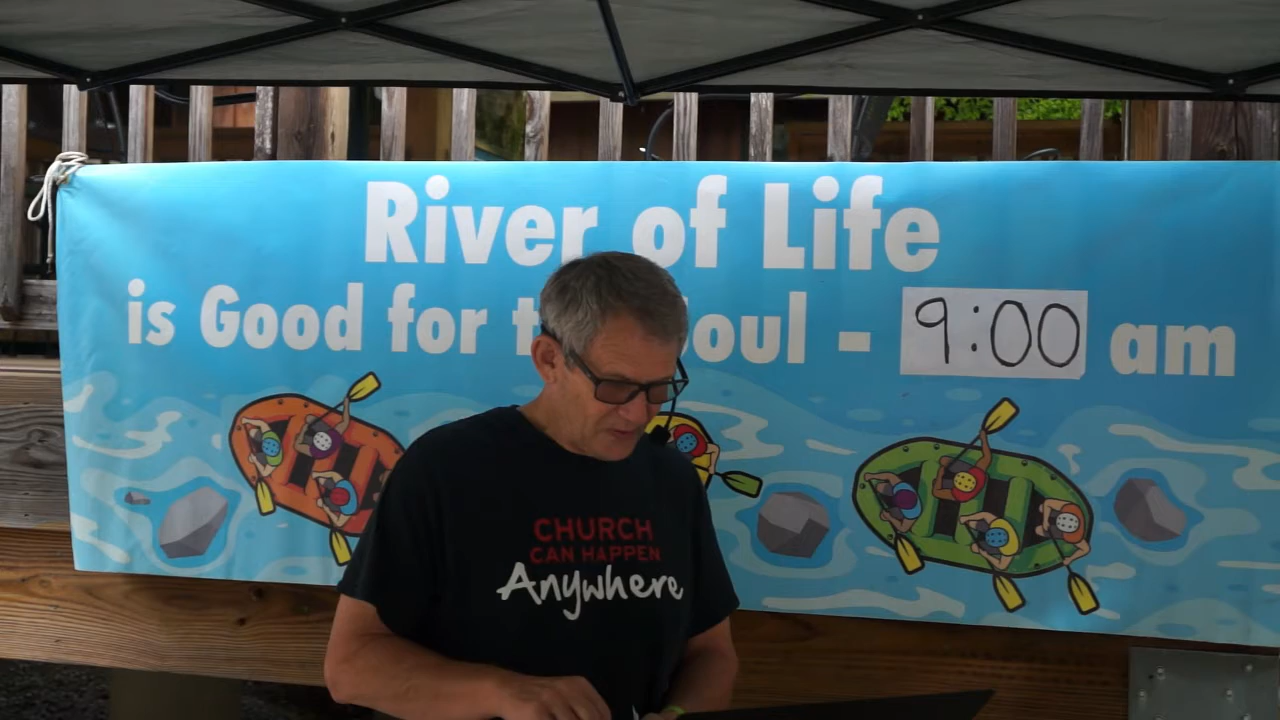 River of Life
is Good for t oul - 9:00 am
CHURCH
CAN HAPPEN
Anywhere